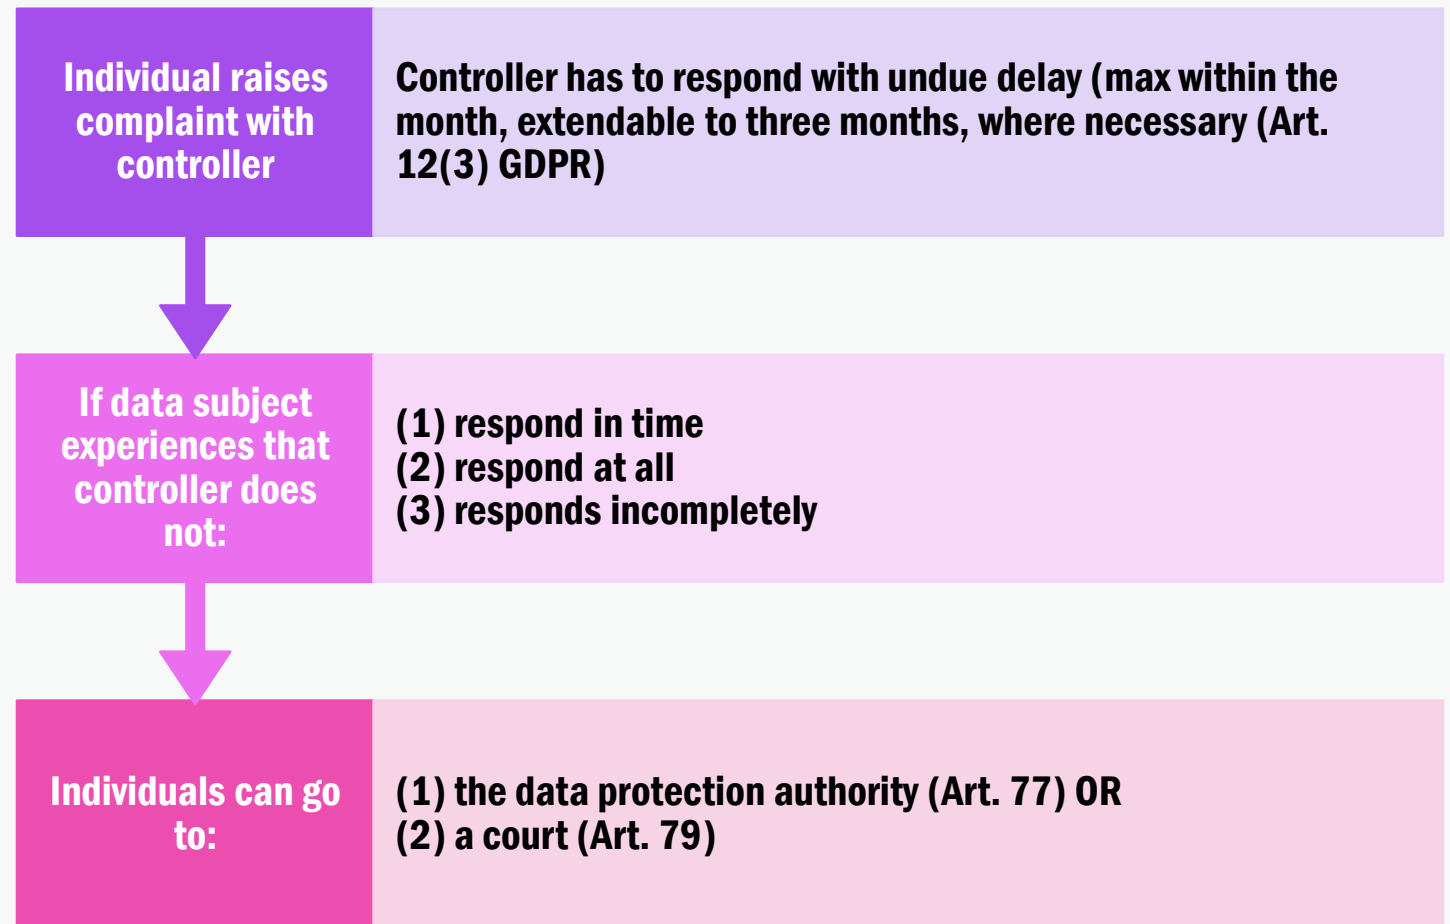 Individual raises
complaint with
controller
Controller has to respond with undue delay (max within the
month, extendable to three months, where necessary (Art.
12(3) GDPR)
If data subject
experiences that
controller does
not:
(1) respond in time
(2) respond at all
(3) responds incompletely
Individuals can go
to:
(1) the data protection authority (Art. 77) OR
(2) a court (Art. 79)